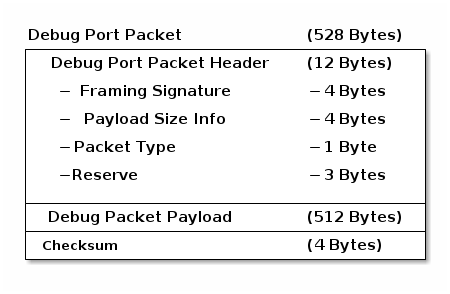 Debug Port Packet (528 Bytes)
Debug Port Packet Header (12 Bytes)
– Framing Signature – 4 Bytes
– Payload Size Info – 4 Bytes
– Packet Type – 1 Byte
– Reserve – 3 Bytes
Debug Packet Payload (512 Bytes)
Checksum (4 Bytes)